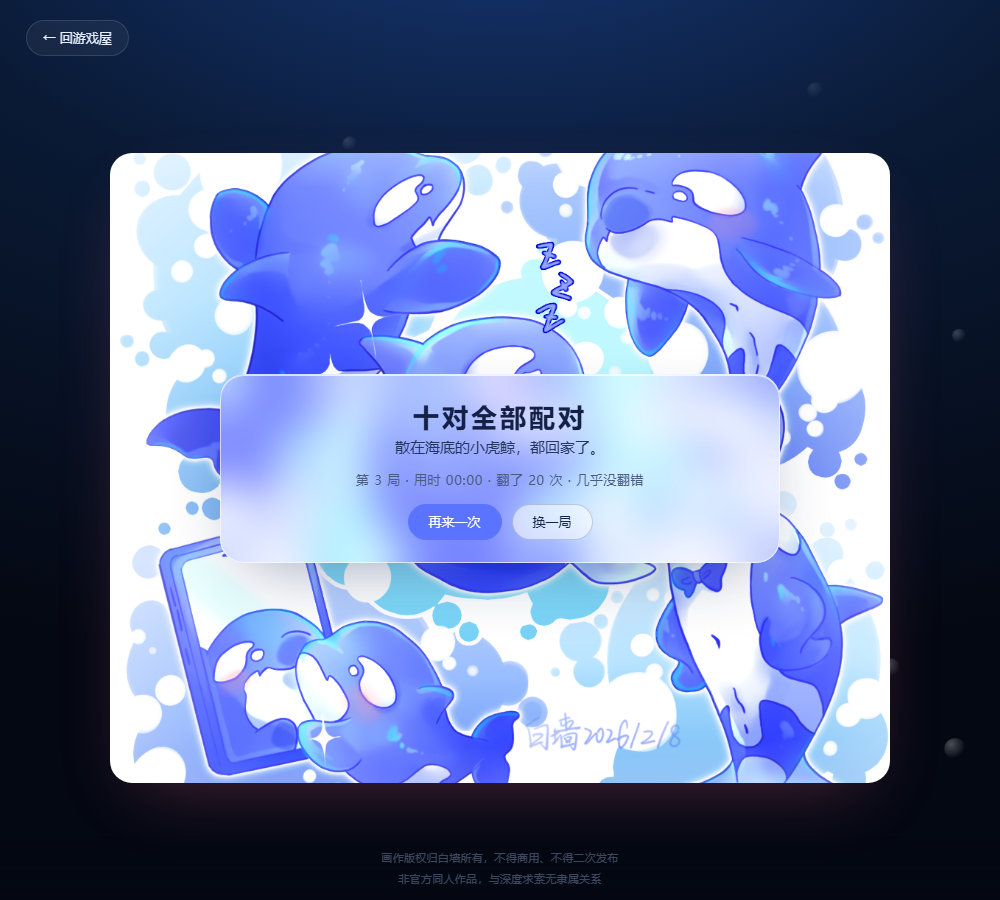 ← 回游戏屋
z
z
z
十对全部配对
散在海底的小虎鲸，都回家了。
第 3 局 · 用时 00:00 · 翻了 20 次 · 几乎没翻错
再来一次 换一局
白墙2026/2/8
画作版权归白墙所有，不得商用、不得二次发布
非官方同人作品，与深度求索无隶属关系